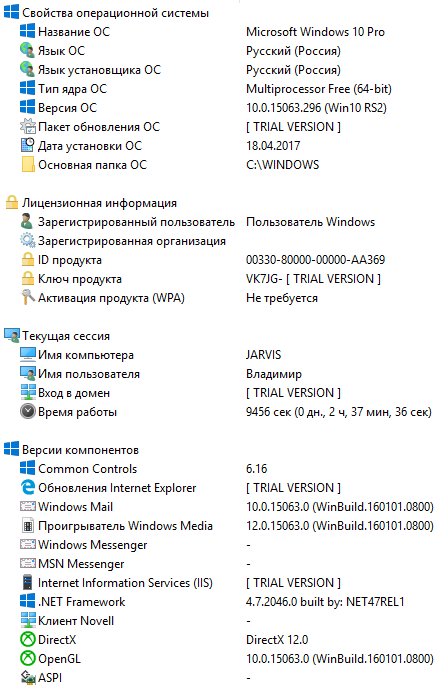 Свойства операционной системы
Название ОС Microsoft Windows 10 Pro
Язык ОС Русский (Россия)
Язык установщика ОС Русский (Россия)
Тип ядра ОС Multiprocessor Free (64-bit)
Версия ОС 10.0.15063.296 (Win10 RS2)
Пакет обновления ОС [ TRIAL VERSION ]
Дата установки ОС 18.04.2017
Основная папка ОС C:\WINDOWS
Лицензионная информация
Зарегистрированный пользователь Пользователь Windows
Зарегистрированная организация
ID продукта 00330-80000-00000-AA369
Ключ продукта VK7JG- [ TRIAL VERSION ]
Активация продукта (WPA) Не требуется
Текущая сессия
Имя компьютера JARVIS
Имя пользователя Владимир
Вход в домен [ TRIAL VERSION ]
Время работы 9456 сек (0 дн., 2 ч, 37 мин, 36 сек)
Версии компонентов
Common Controls 6.16
Обновления Internet Explorer [ TRIAL VERSION ]
Windows Mail 10.0.15063.0 (WinBuild.160101.0800)
Проигрыватель Windows Media 12.0.15063.0 (WinBuild.160101.0800)
Windows Messenger -
MSN Messenger -
Internet Information Services (IIS) [ TRIAL VERSION ]
.NET Framework 4.7.2046.0 built by: NET47REL1
Клиент Novell -
DirectX DirectX 12.0
OpenGL 10.0.15063.0 (WinBuild.160101.0800)
ASPI -